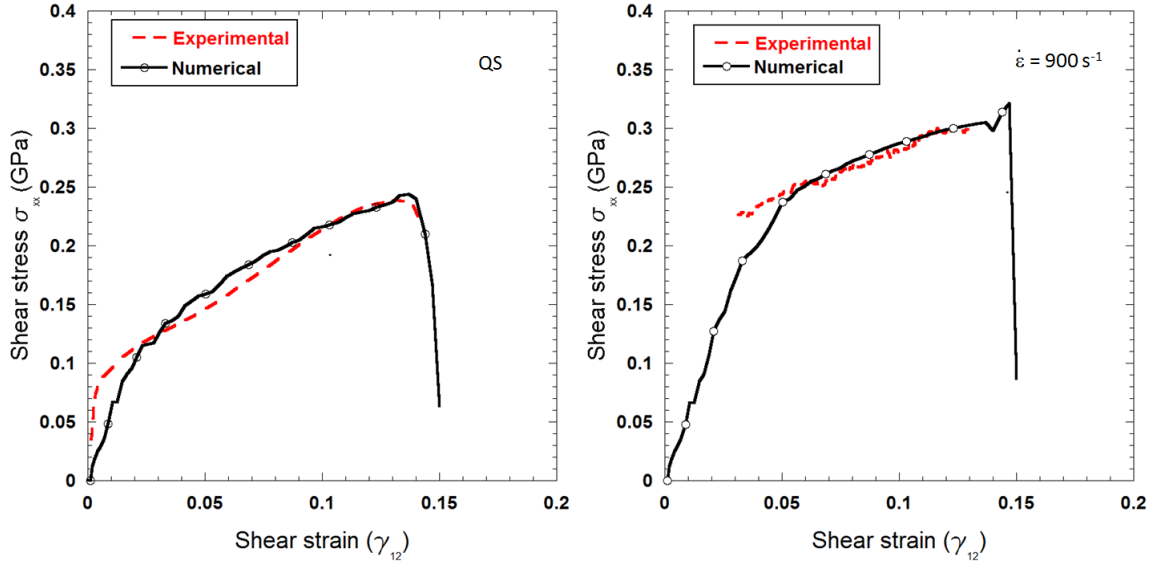 0.4
0.35
0.3
0.25
0.2
0.15
0.1
0.05
0
Shear stress σxx (GPa)
Experimental
Numerical
QS
0 0.05 0.1 0.15 0.2
Shear strain (γ12)
0.4
0.35
0.3
0.25
0.2
0.15
0.1
0.05
0
Shear stress σxx (GPa)
Experimental
Numerical
ε̇ = 900 s-1
0 0.05 0.1 0.15 0.2
Shear strain (γ12)